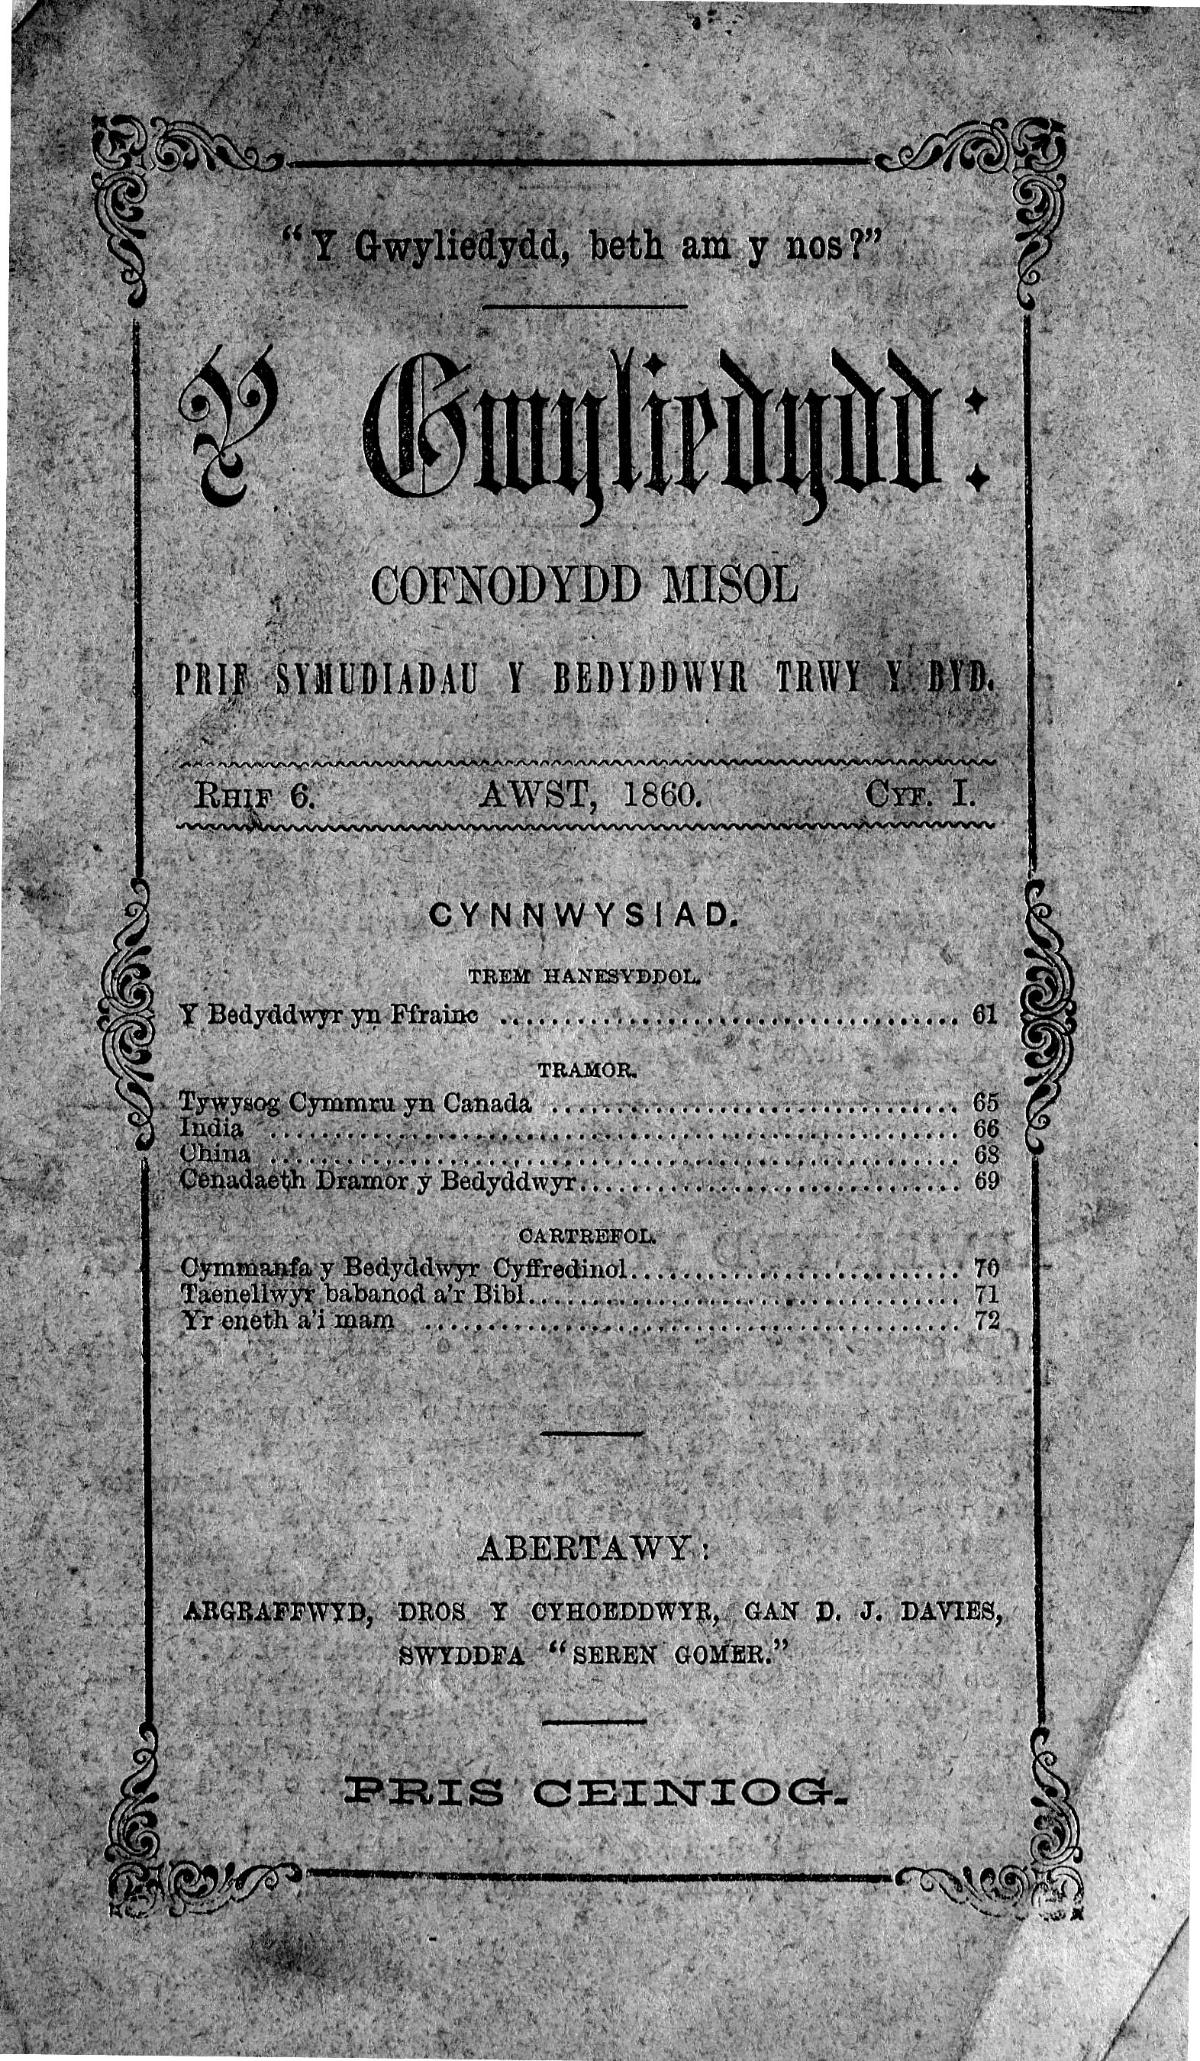 “Y Gwyliedydd, beth am y nos?”
Y Gwyliedydd:
COFNODYDD MISOL
PRIF SYMUDIADAU Y BEDYDDWYR TRWY Y BYD.
RHIF 6. AWST, 1860. CYF. I.
CYNNWYSIAD.
TREM HANESYDDOL.
Y Bedyddwyr yn Ffrainc ................................... 61
TRAMOR.
Tywysog Cymmru yn Canada ................................ 65
India ..................................................... 66
China ..................................................... 68
Cenadaeth Dramor y Bedyddwyr............................. 69
CARTREFOL.
Cymmanfa y Bedyddwyr Cyffredinol......................... 70
Taenellwyr babanod a'r Bibl................................. 71
Yr eneth a'i mam ......................................... 72
ABERTAWY:
ARGRAFFWYD, DROS Y CYHOEDDWYR, GAN D. J. DAVIES,
SWYDDFA “SEREN GOMER.”
PRIS CEINIOG.